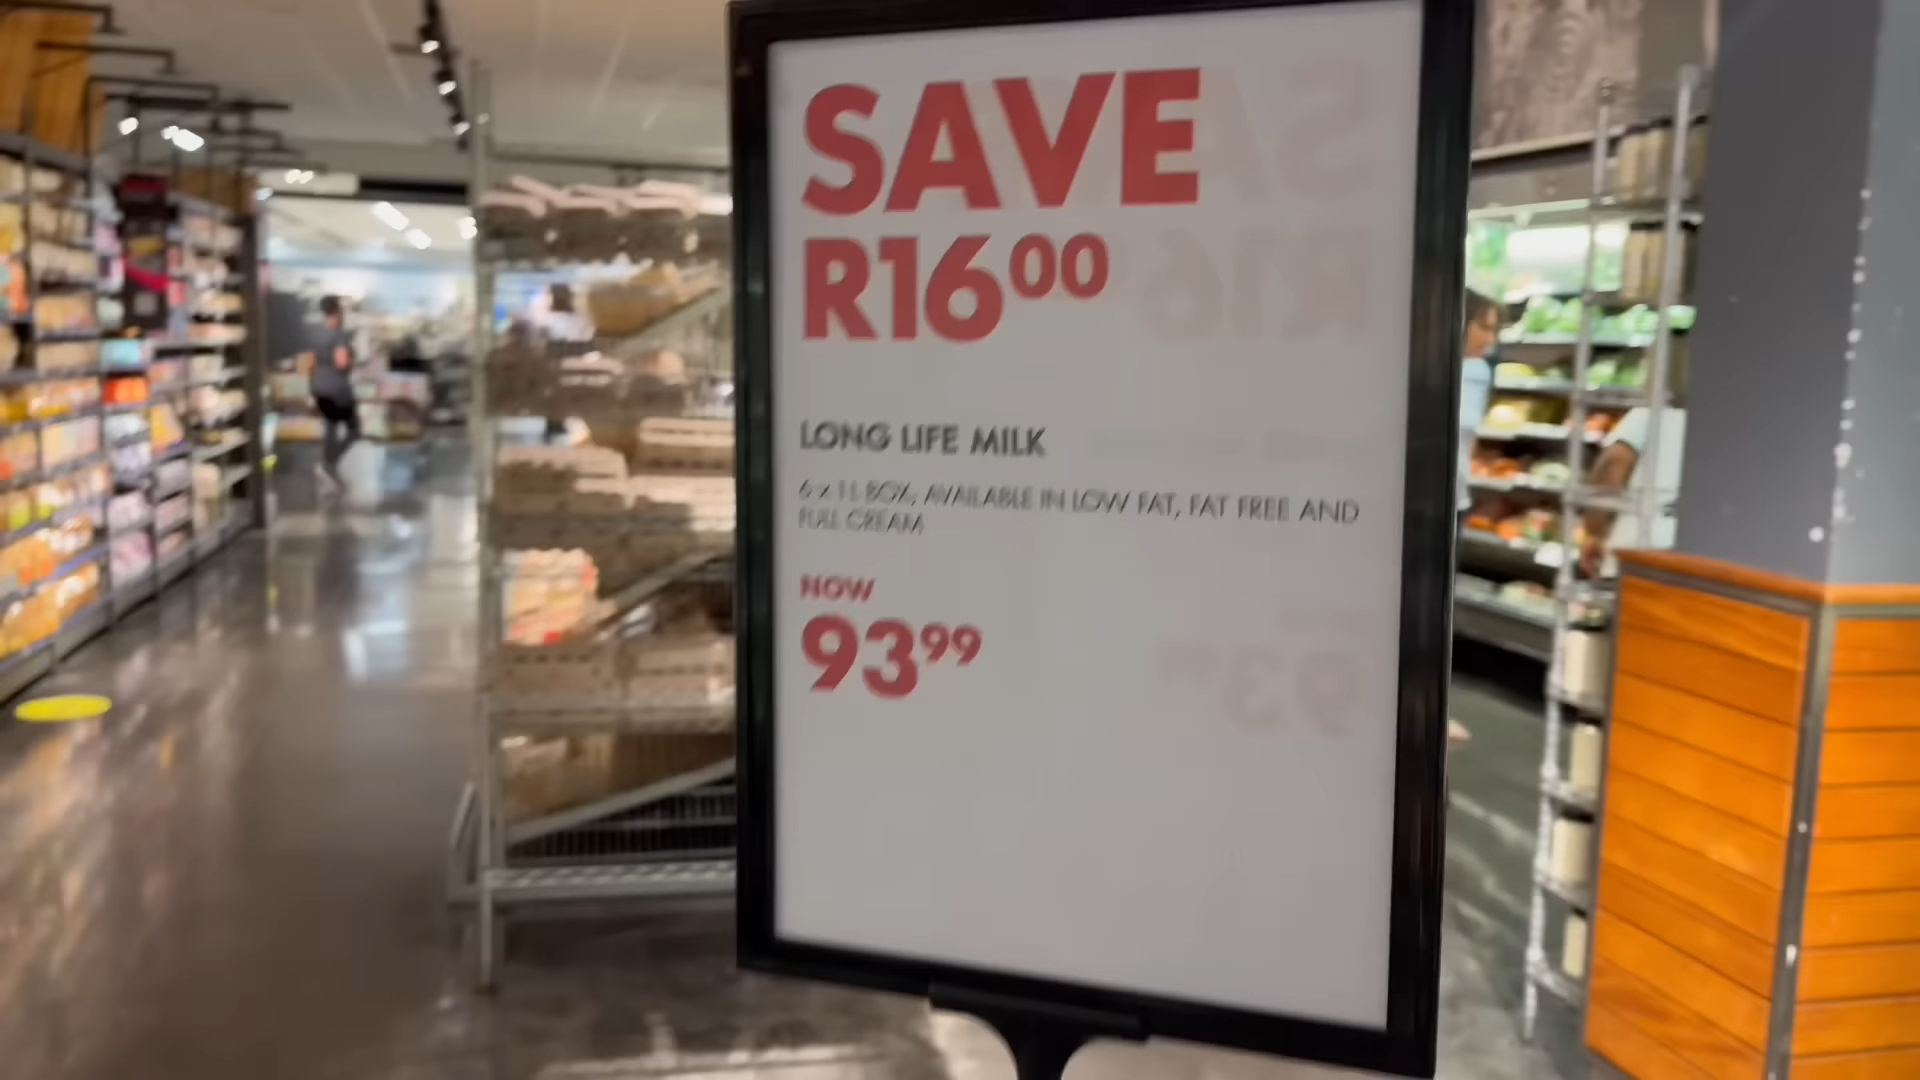 SAVE
R1600
LONG LIFE MILK
6 x 1L BOX, AVAILABLE IN LOW FAT, FAT FREE AND
FULL CREAM
NOW
9399